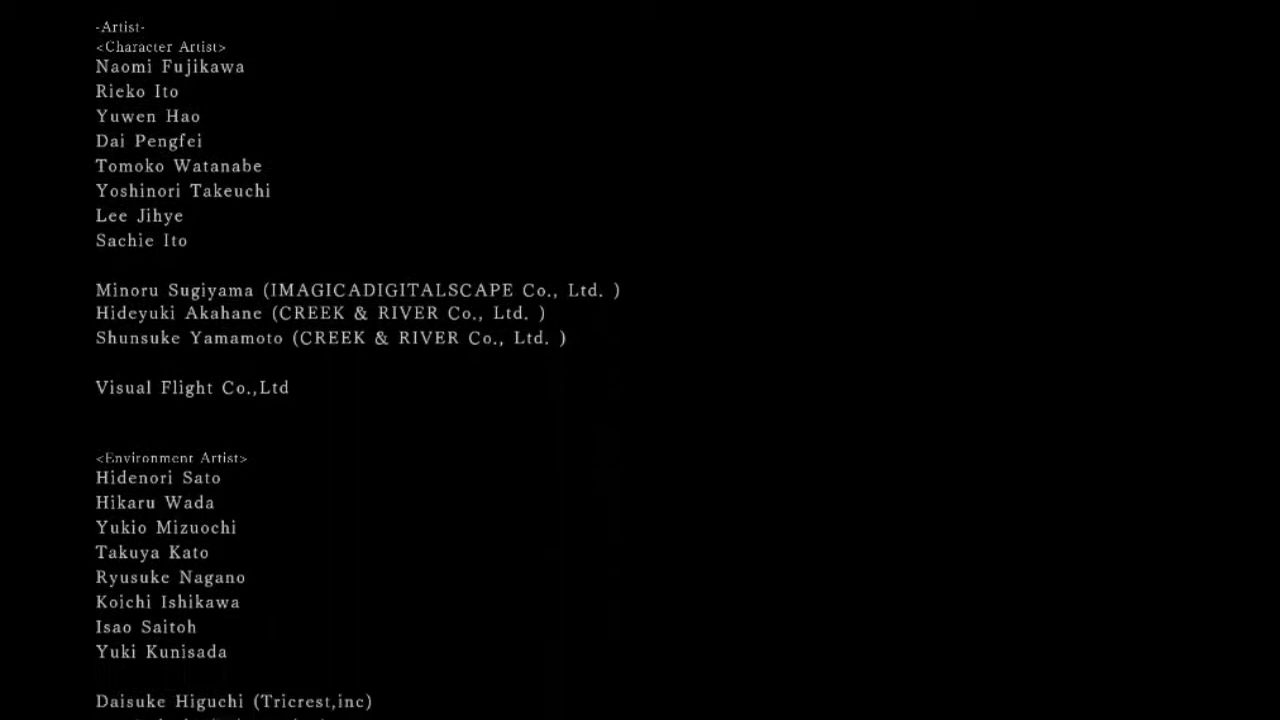 -Artist-
<Character Artist>
Naomi Fujikawa
Rieko Ito
Yuwen Hao
Dai Pengfei
Tomoko Watanabe
Yoshinori Takeuchi
Lee Jihye
Sachie Ito
Minoru Sugiyama (IMAGICADIGITALSCAPE Co., Ltd. )
Hideyuki Akahane (CREEK & RIVER Co., Ltd. )
Shunsuke Yamamoto (CREEK & RIVER Co., Ltd. )
Visual Flight Co.,Ltd
<Environment Artist>
Hidenori Sato
Hikaru Wada
Yukio Mizuochi
Takuya Kato
Ryusuke Nagano
Koichi Ishikawa
Isao Saitoh
Yuki Kunisada
Daisuke Higuchi (Tricrest,inc)